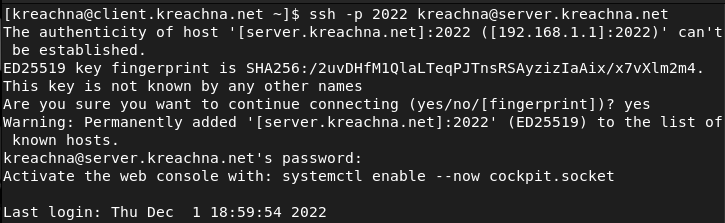 [kreachna@client.kreachna.net ~]$ ssh -p 2022 kreachna@server.kreachna.net
The authenticity of host '[server.kreachna.net]:2022 ([192.168.1.1]:2022)' can't
be established.
ED25519 key fingerprint is SHA256:/2uvDHfM1QlaLTeqPJTnsRSAyzizIaAix/x7vXlm2m4.
This key is not known by any other names
Are you sure you want to continue connecting (yes/no/[fingerprint])? yes
Warning: Permanently added '[server.kreachna.net]:2022' (ED25519) to the list of
known hosts.
kreachna@server.kreachna.net's password:
Activate the web console with: systemctl enable --now cockpit.socket
Last login: Thu Dec  1 18:59:54 2022